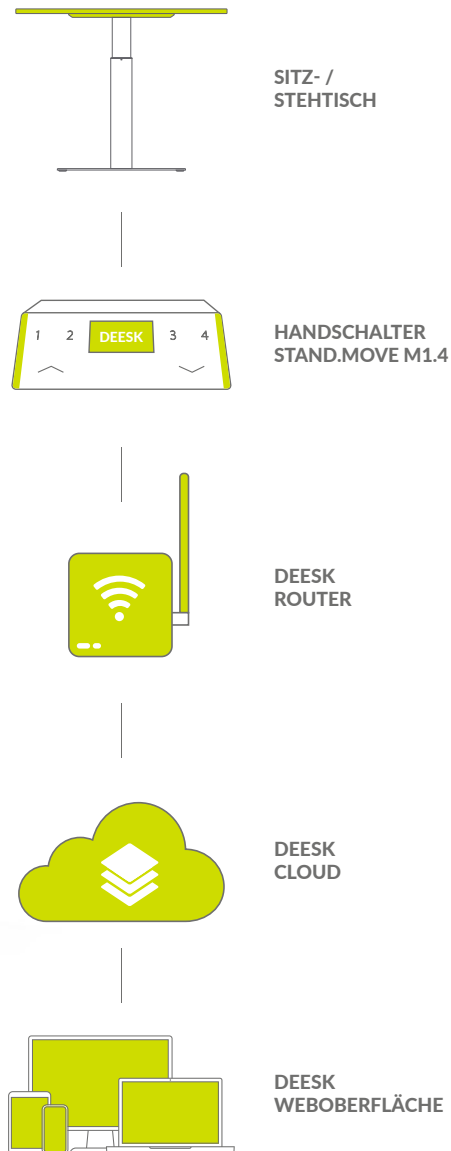 SITZ- /
STEHTISCH
1 2 DEESK 3 4
HANDSCHALTER
STAND.MOVE M1.4
DEESK
ROUTER
DEESK
CLOUD
DEESK
WEBOBERFLÄCHE